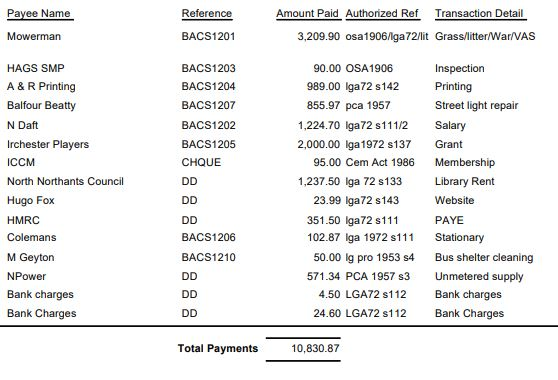 Payee Name Reference Amount Paid Authorized Ref Transaction Detail
Mowerman BACS1201 3,209.90 osa1906/lga72/lit Grass/litter/War/VAS
HAGS SMP BACS1203 90.00 OSA1906 Inspection
A & R Printing BACS1204 989.00 lga72 s142 Printing
Balfour Beatty BACS1207 855.97 pca 1957 Street light repair
N Daft BACS1202 1,224.70 lga72 s111/2 Salary
Irchester Players BACS1205 2,000.00 lga1972 s137 Grant
ICCM CHQUE 95.00 Cem Act 1986 Membership
North Northants Council DD 1,237.50 lga 72 s133 Library Rent
Hugo Fox DD 23.99 lga72 s143 Website
HMRC DD 351.50 lga72 s111 PAYE
Colemans BACS1206 102.87 lga 1972 s111 Stationary
M Geyton BACS1210 50.00 lg pro 1953 s4 Bus shelter cleaning
NPower DD 571.34 PCA 1957 s3 Unmetered supply
Bank charges DD 4.50 LGA72 s112 Bank charges
Bank Charges DD 24.60 LGA72 s112 Bank Charges
Total Payments 10,830.87